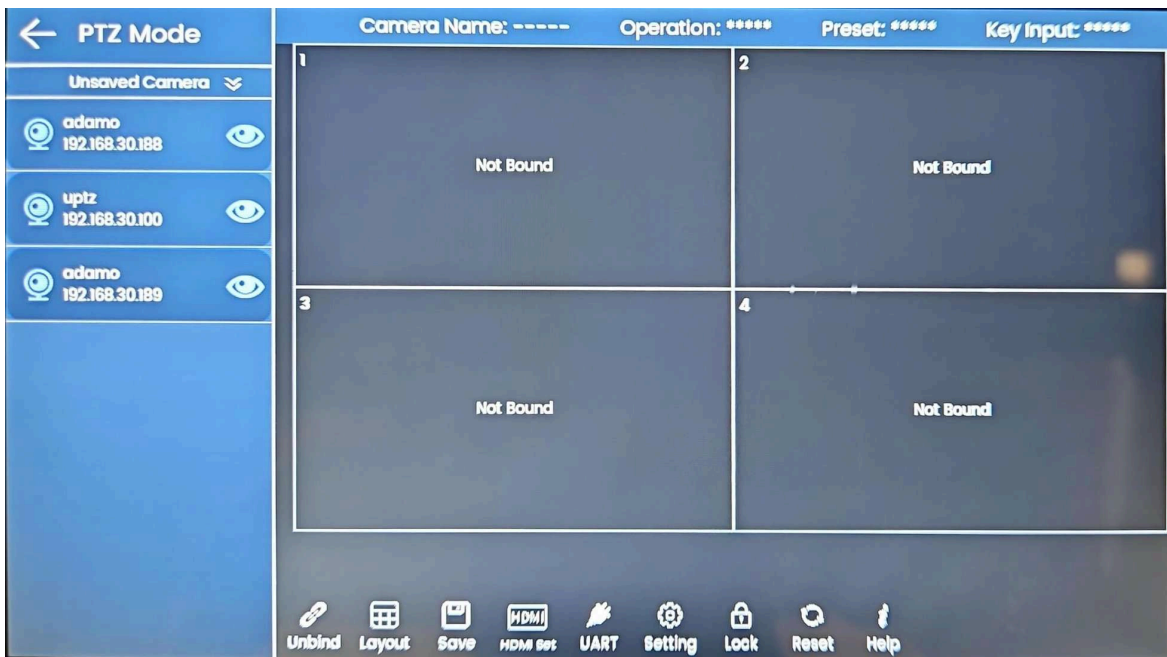 PTZ Mode
Camera Name: ----- Operation: ***** Preset: ***** Key Input: *****
Unsaved Camera
adamo
192.168.30.188
uptz
192.168.30.100
adamo
192.168.30.189
1
Not Bound
2
Not Bound
3
Not Bound
4
Not Bound
HDMI
Unbind Layout Save HDMI Set UART Setting Lock Reset Help